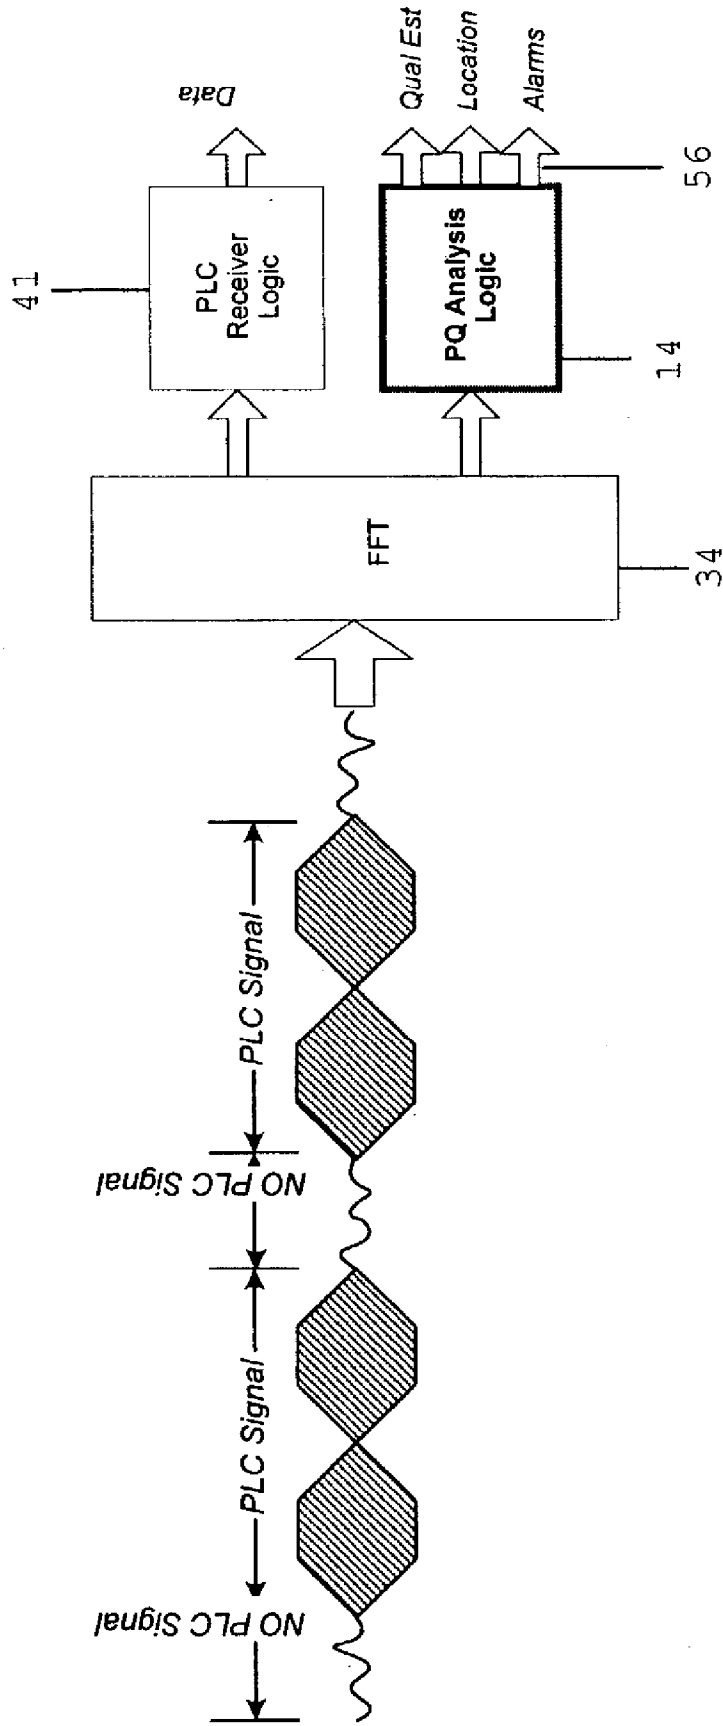 NO PLC Signal
PLC Signal
NO PLC Signal
PLC Signal
FFT
34
41
PLC
Receiver
Logic
Data
PQ Analysis
Logic
14
Qual Est
Location
Alarms
56